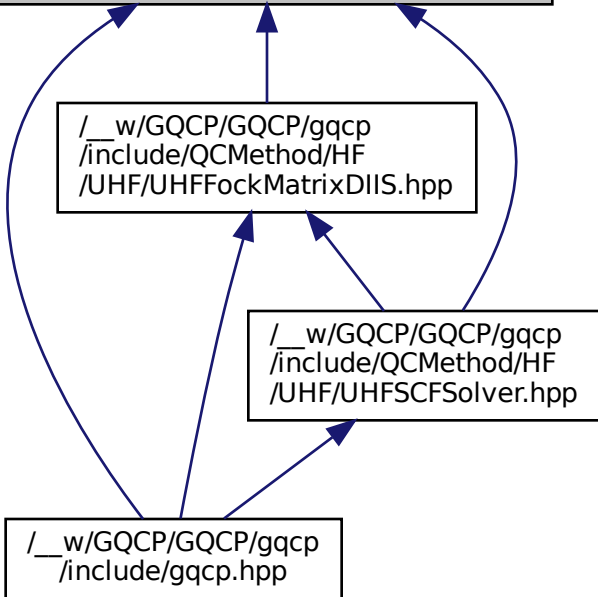 /__w/GQCP/GQCP/gqcp
/include/QCMethod/HF
/UHF/UHFFockMatrixDIIS.hpp
/__w/GQCP/GQCP/gqcp
/include/QCMethod/HF
/UHF/UHFSCFSolver.hpp
/__w/GQCP/GQCP/gqcp
/include/gqcp.hpp